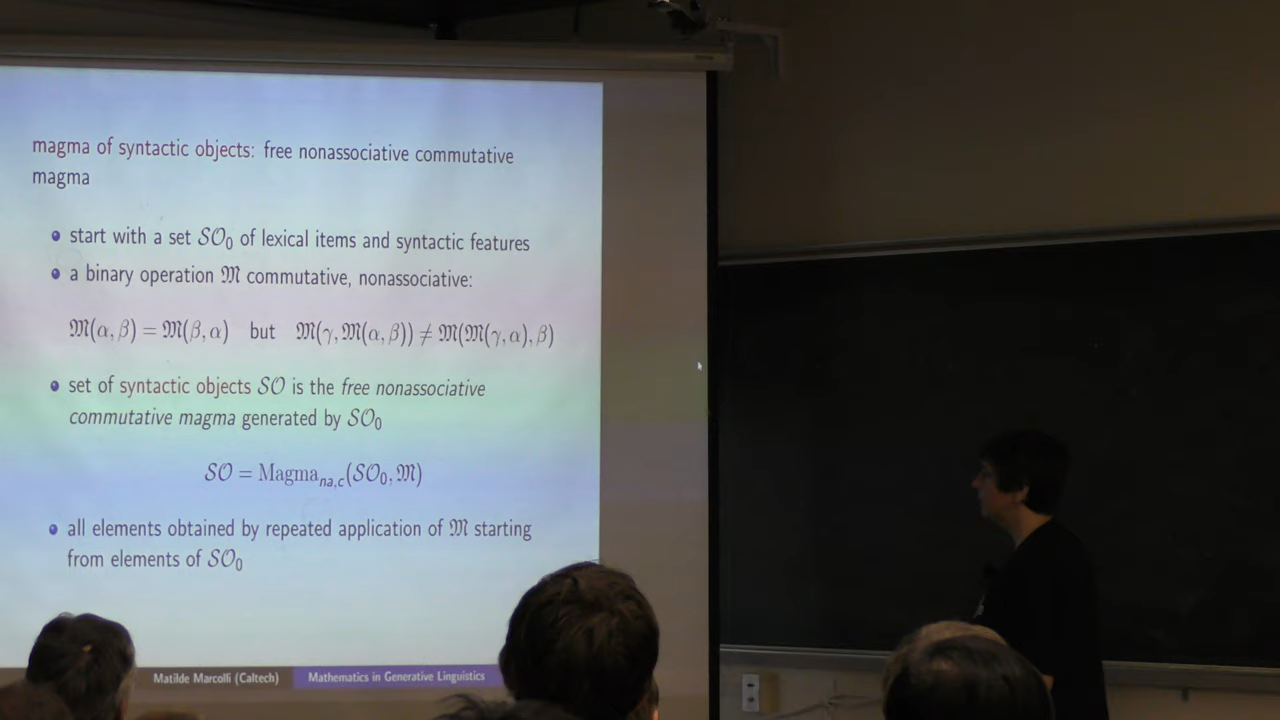 magma of syntactic objects: free nonassociative commutative
magma
• start with a set 𝒮𝒪₀ of lexical items and syntactic features
• a binary operation 𝔐 commutative, nonassociative:
𝔐(α, β) = 𝔐(β, α) but 𝔐(γ, 𝔐(α, β)) ≠ 𝔐(𝔐(γ, α), β)
• set of syntactic objects 𝒮𝒪 is the free nonassociative
commutative magma generated by 𝒮𝒪₀
𝒮𝒪 = Magma_{na,c}(𝒮𝒪₀, 𝔐)
• all elements obtained by repeated application of 𝔐 starting
from elements of 𝒮𝒪₀
Matilde Marcolli (Caltech) Mathematics in Generative Linguistics